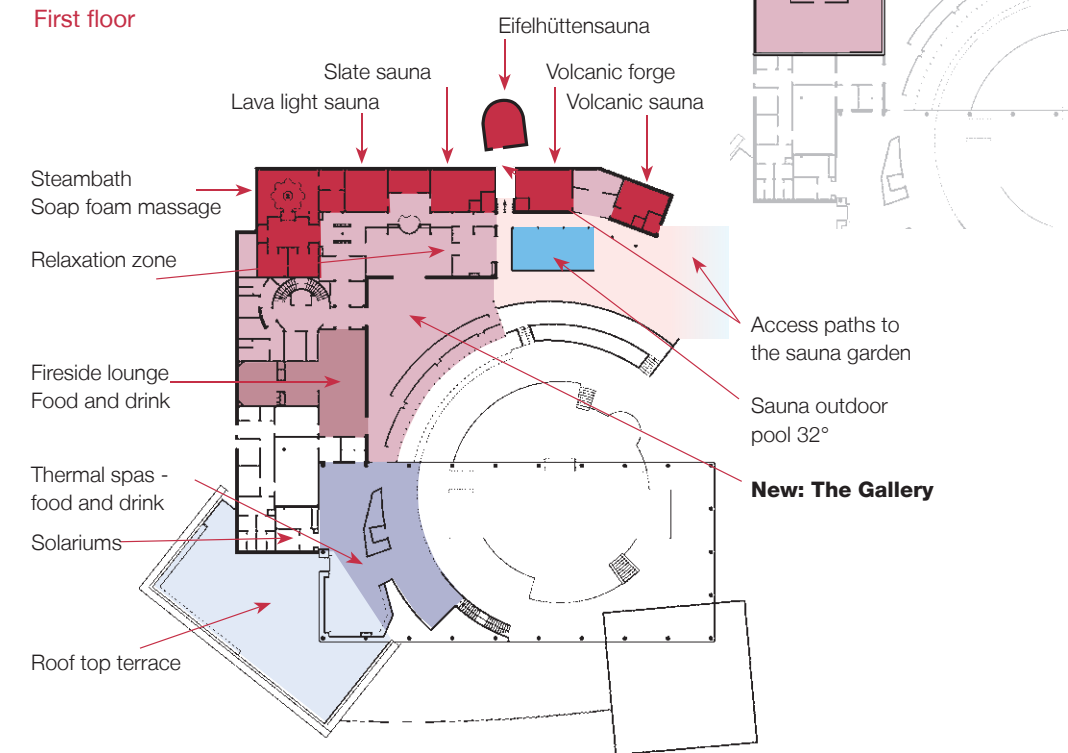 First floor
Eifelhüttensauna
Slate sauna
Volcanic forge
Lava light sauna
Volcanic sauna
Steambath
Soap foam massage
Relaxation zone
Access paths to
the sauna garden
Fireside lounge
Food and drink
Sauna outdoor
pool 32°
Thermal spas -
food and drink
New: The Gallery
Solariums
Roof top terrace